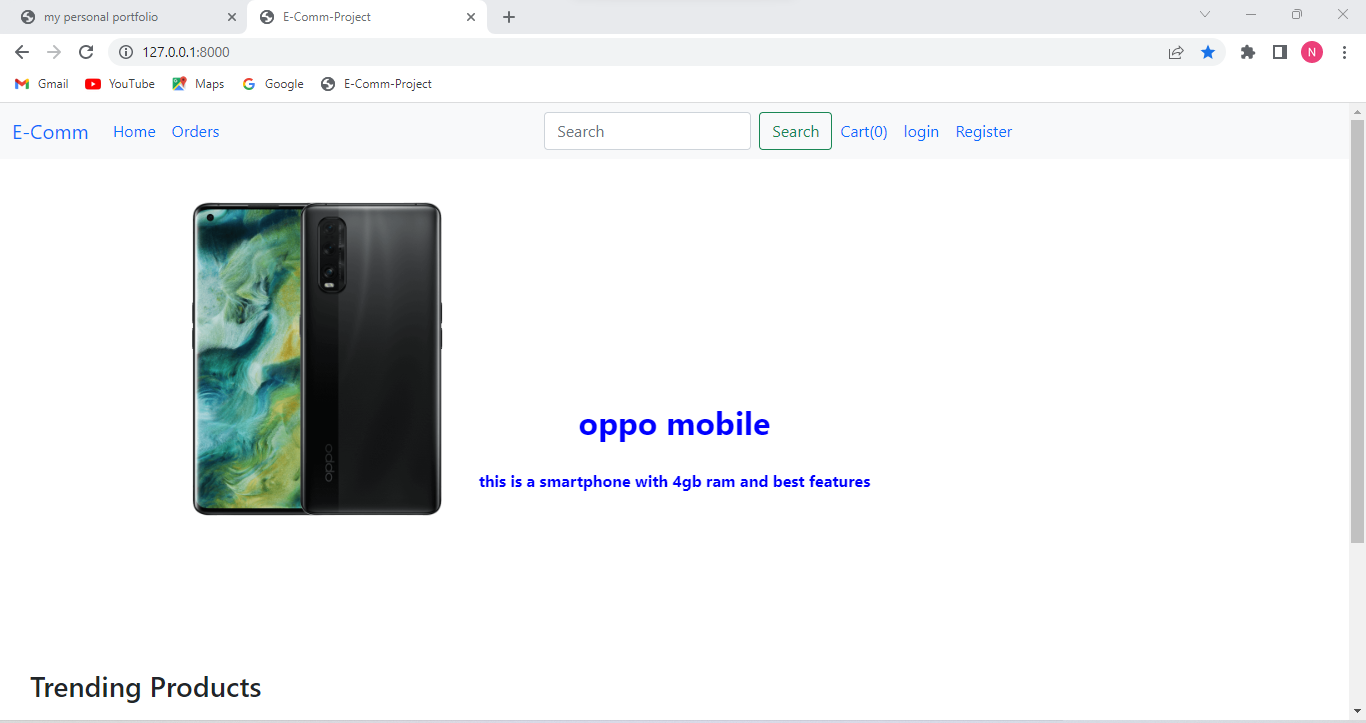 my personal portfolio
E-Comm-Project
127.0.0.1:8000
N
Gmail
YouTube
Maps
Google
E-Comm-Project
E-Comm
Home
Orders
Search
Search
Cart(0)
login
Register
oppo
oppo mobile
this is a smartphone with 4gb ram and best features
Trending Products